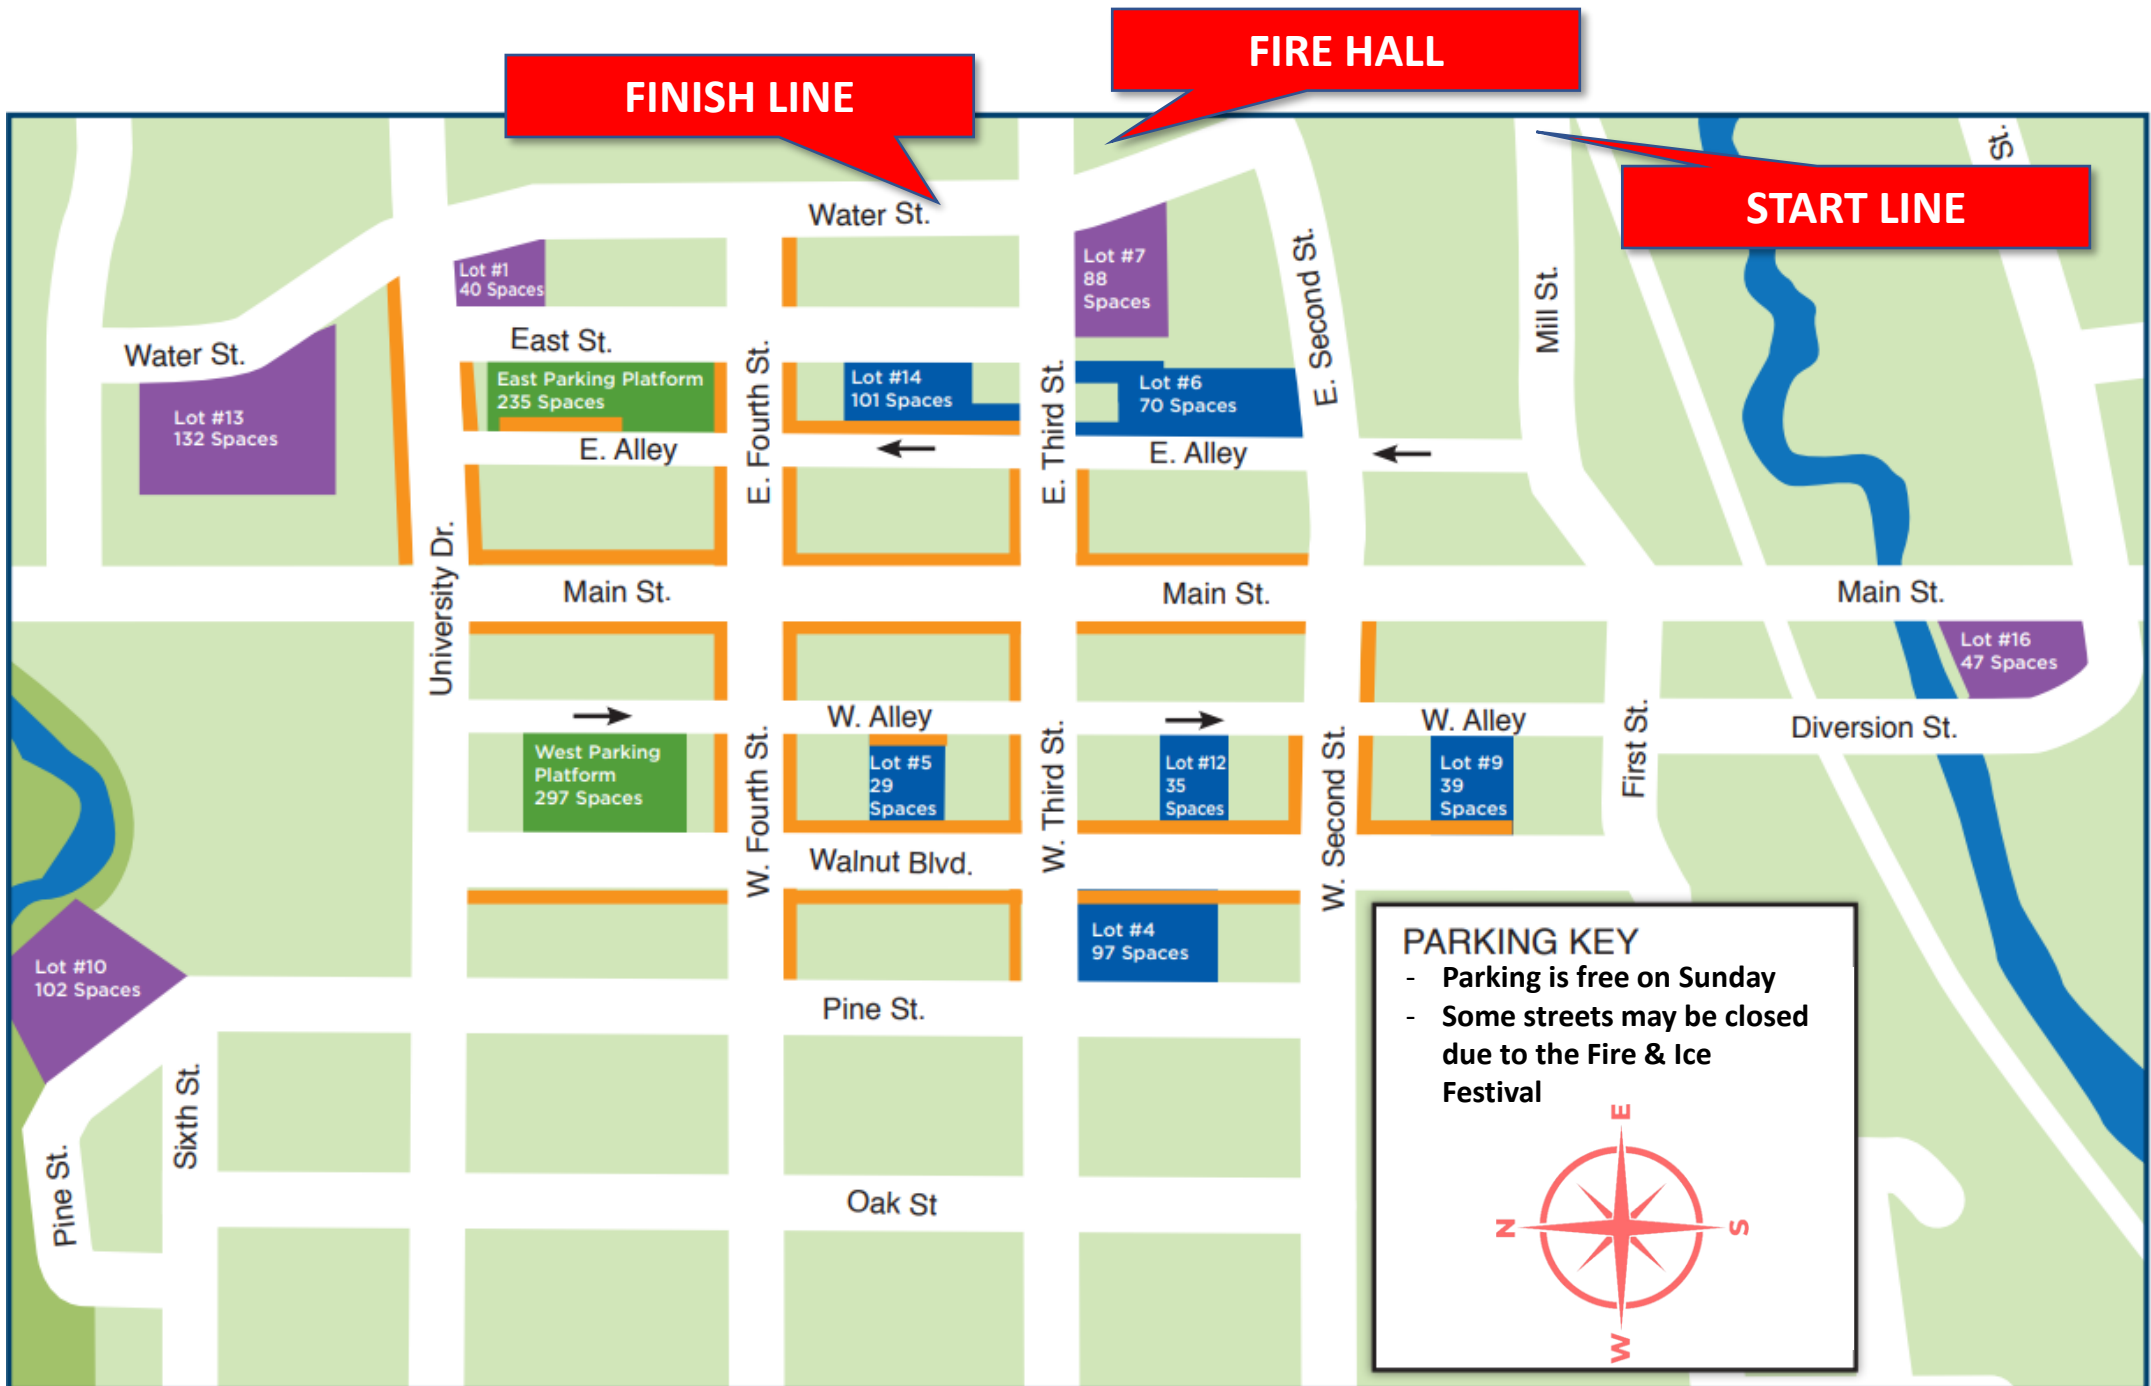 FIRE HALL
FINISH LINE
START LINE
St.
Water St.
Lot #7
88
Spaces
Lot #1
40 Spaces
E. Second St.
Mill St.
East St.
Water St.
E. Fourth St.
E. Third St.
East Parking Platform
235 Spaces
Lot #14
101 Spaces
Lot #6
70 Spaces
Lot #13
132 Spaces
E. Alley
E. Alley
University Dr.
Main St.
Main St.
Main St.
Lot #16
47 Spaces
W. Alley
W. Alley
Diversion St.
First St.
W. Fourth St.
W. Third St.
W. Second St.
West Parking
Platform
297 Spaces
Lot #5
29
Spaces
Lot #12
35
Spaces
Lot #9
39
Spaces
Walnut Blvd.
Lot #4
97 Spaces
Lot #10
102 Spaces
Pine St.
Sixth St.
Pine St.
Oak St
PARKING KEY
- Parking is free on Sunday
- Some streets may be closed
due to the Fire & Ice
Festival
E
N
S
W